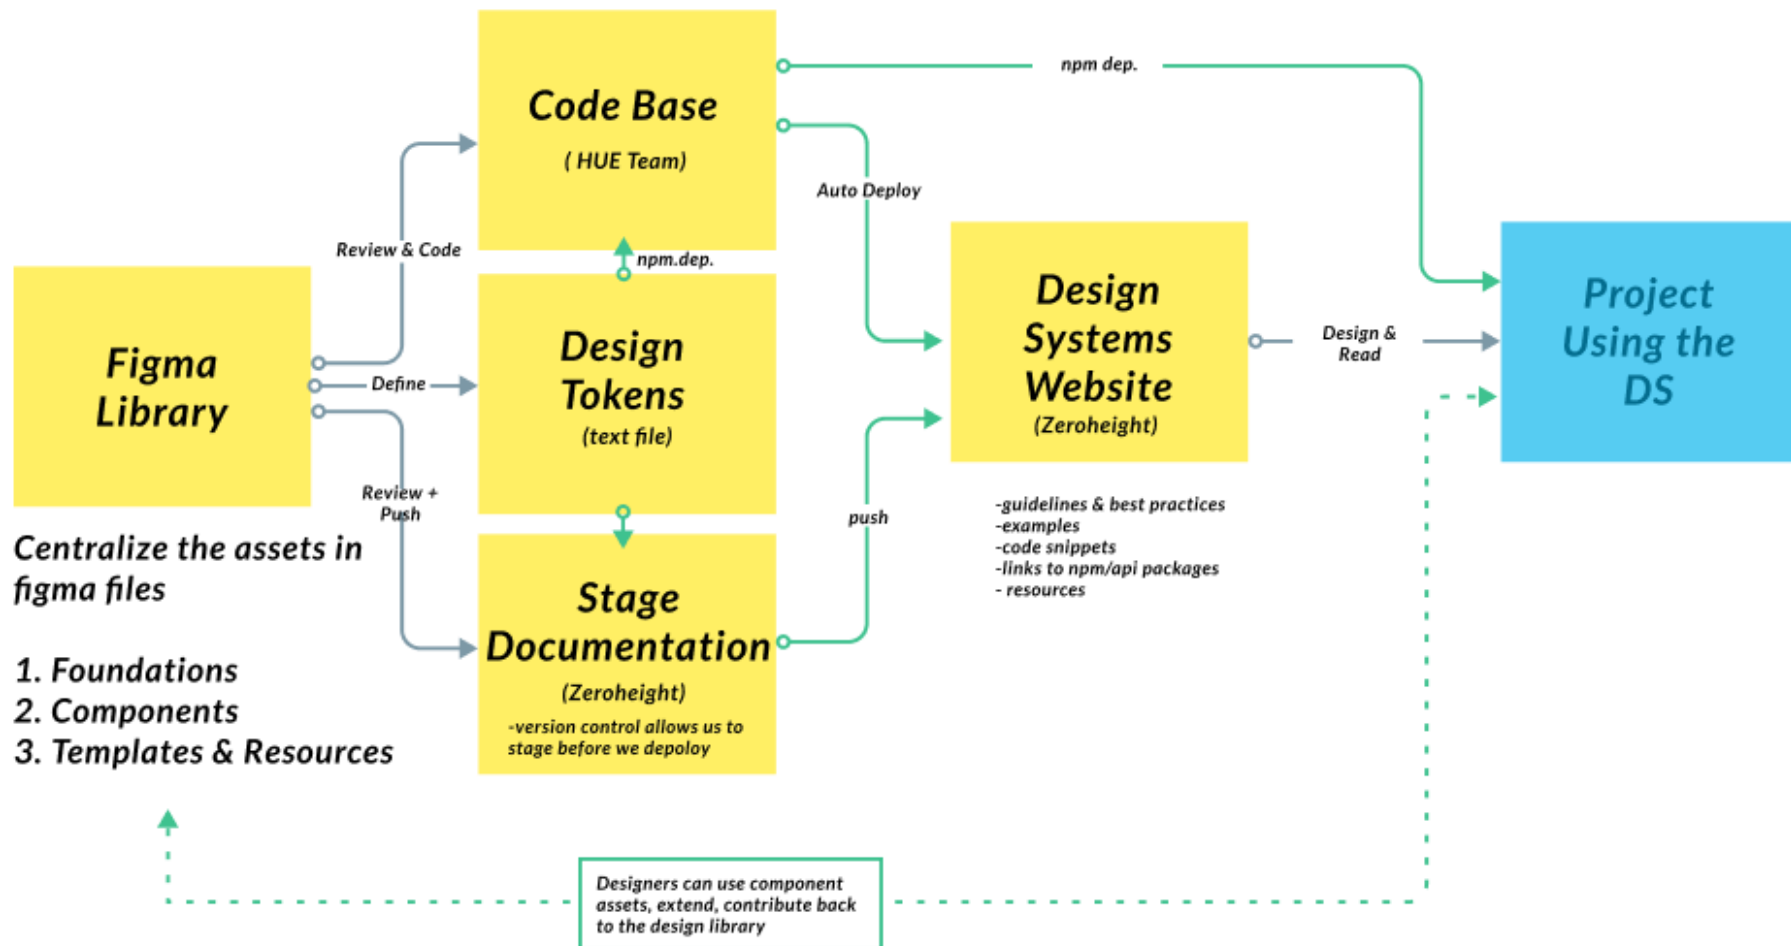 Code Base
( HUE Team)
npm dep.
Auto Deploy
Review & Code
npm.dep.
Figma
Library
Define
Design
Tokens
(text file)
Review +
Push
Design
Systems
Website
(Zeroheight)
Design &
Read
Project
Using the
DS
push
-guidelines & best practices
-examples
-code snippets
-links to npm/api packages
- resources
Centralize the assets in
figma files
1. Foundations
2. Components
3. Templates & Resources
Stage
Documentation
(Zeroheight)
-version control allows us to
stage before we depoloy
Designers can use component
assets, extend, contribute back
to the design library